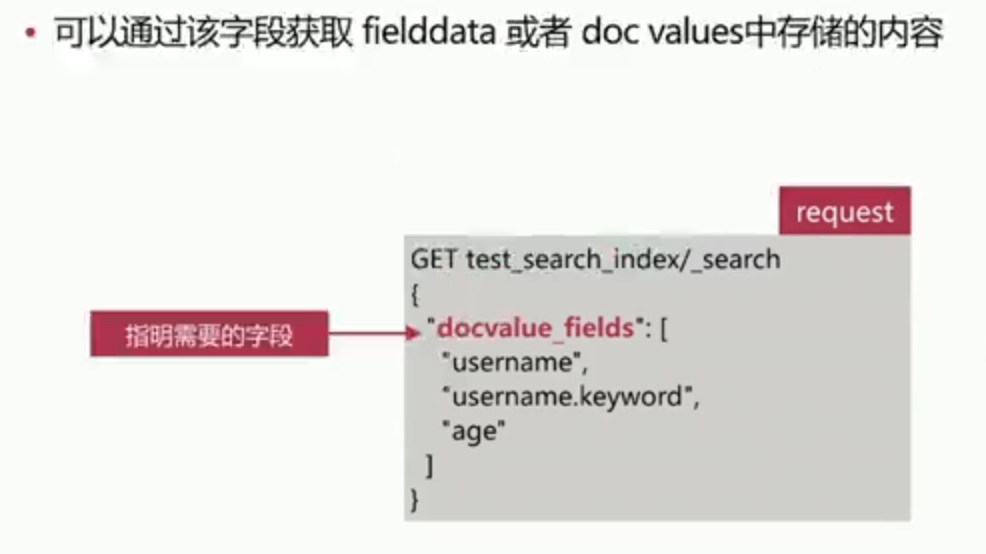 • 可以通过该字段获取 fielddata 或者 doc values中存储的内容
request
GET test_search_index/_search
{
指明需要的字段
"docvalue_fields": [
"username",
"username.keyword",
"age"
]
}